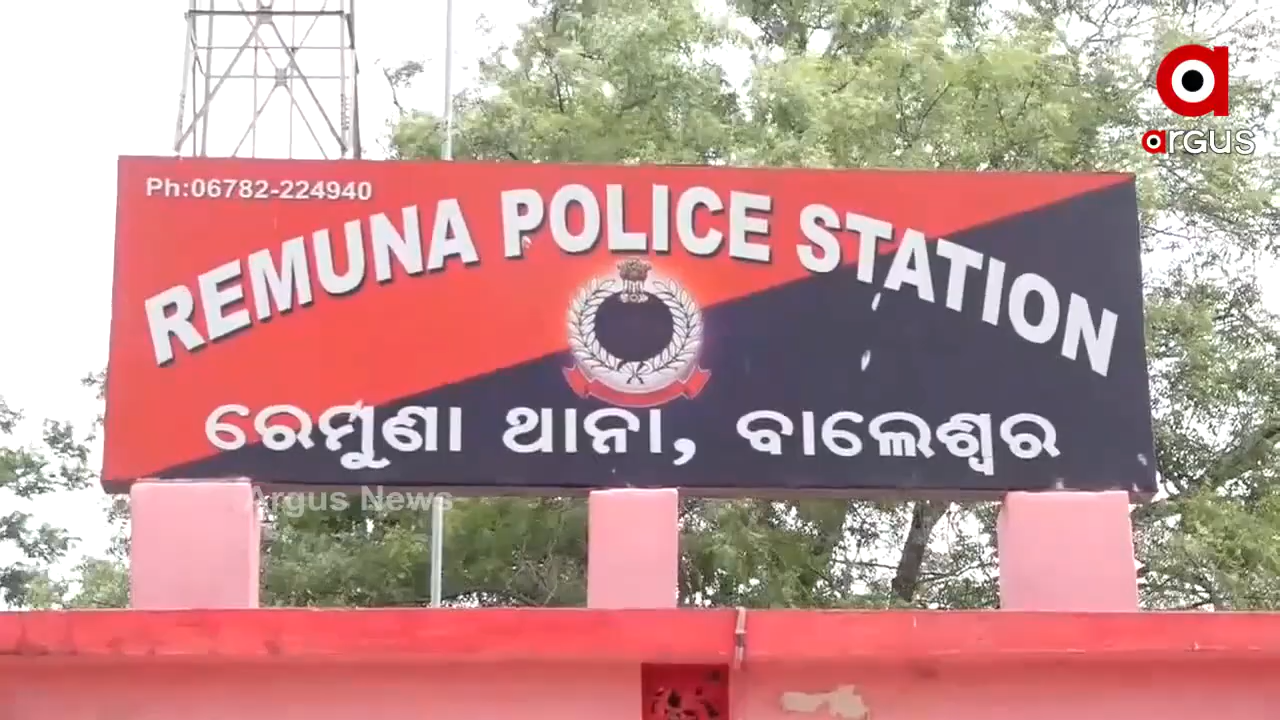 Ph:06782-224940
REMUNA POLICE STATION
ରେମୁଣା ଥାନା, ବାଲେଶ୍ୱର
Argus News
argus